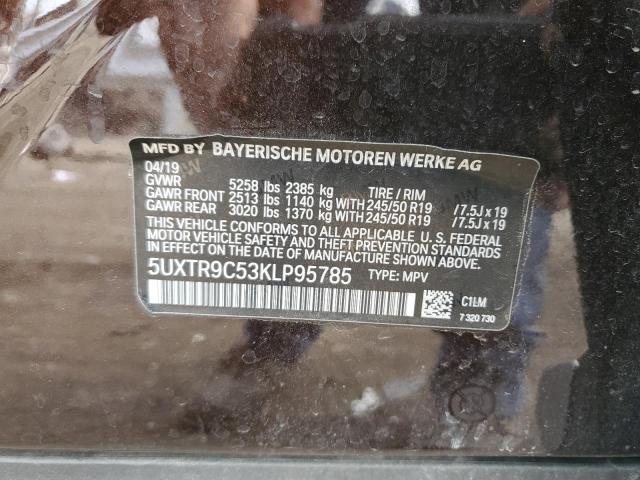 MFD BY BAYERISCHE MOTOREN WERKE AG
04/19
GVWR 5258 lbs 2385 kg TIRE / RIM
GAWR FRONT 2513 lbs 1140 kg WITH 245/50 R19 /7.5J x 19
GAWR REAR 3020 lbs 1370 kg WITH 245/50 R19 /7.5J x 19
THIS VEHICLE CONFORMS TO ALL APPLICABLE U. S. FEDERAL
MOTOR VEHICLE SAFETY AND THEFT PREVENTION STANDARDS
IN EFFECT ON THE DATE OF MANUFACTURE SHOWN ABOVE.
5UXTR9C53KLP95785 TYPE: MPV
C1LM
7 320 730